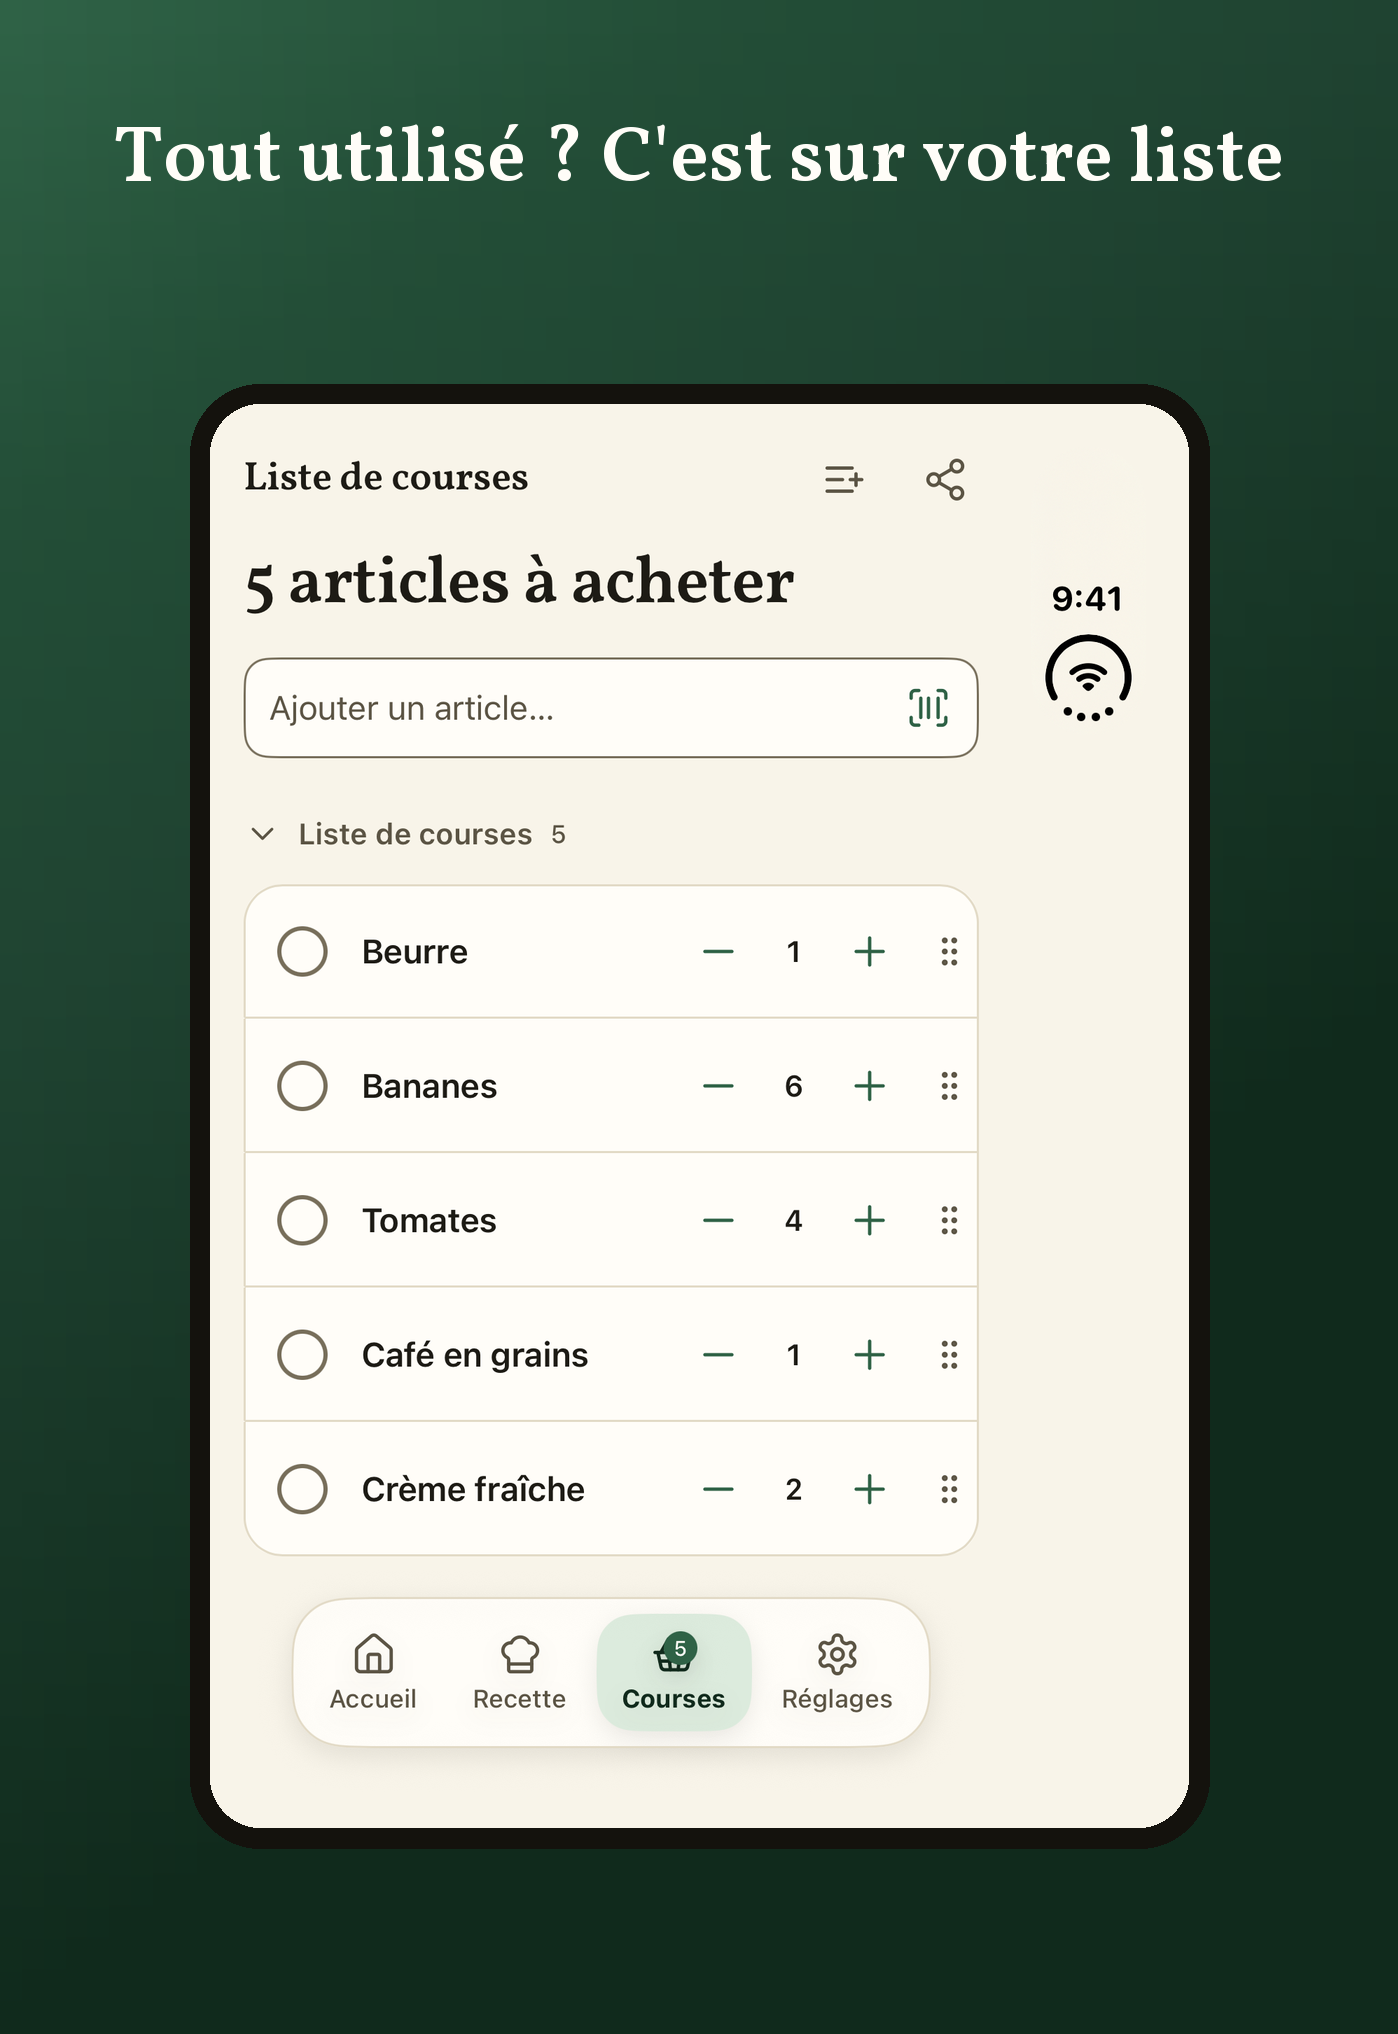 Tout utilisé ? C'est sur votre liste
Liste de courses
5 articles à acheter
9:41
Ajouter un article...
Liste de courses 5
Beurre 1
Bananes 6
Tomates 4
Café en grains 1
Crème fraîche 2
5
Accueil Recette Courses Réglages